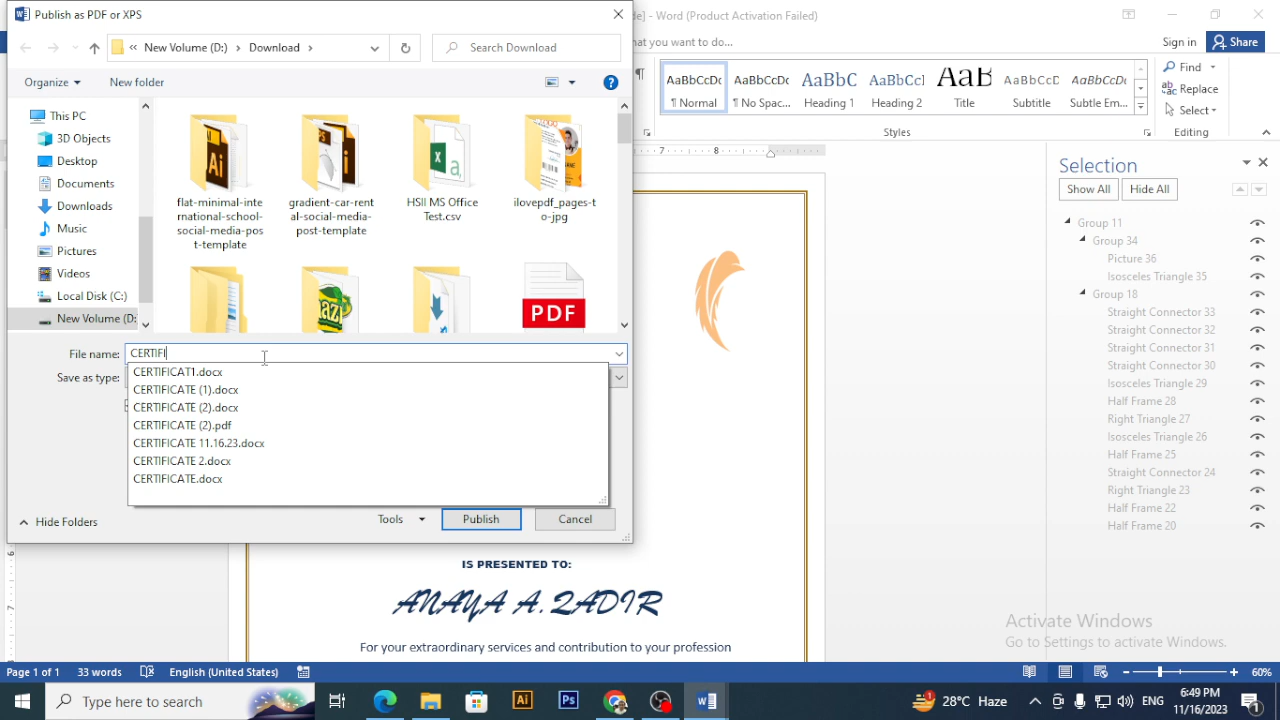 Publish as PDF or XPS
de] - Word (Product Activation Failed)
New Volume (D:) Download
Search Download
hat you want to do...
Sign in
Share
Organize
New folder
This PC
3D Objects
Desktop
Documents
Downloads
Music
Pictures
Videos
Local Disk (C:)
New Volume (D:
flat-minimal-inte
rnational-school-
social-media-pos
t-template
gradient-car-rent
al-social-media-
post-template
HSII MS Office
Test.csv
ilovepdf_pages-t
o-jpg
PDF
File name: CERTIFI
Save as type:
CERTIFICAT1.docx
CERTIFICATE (1).docx
CERTIFICATE (2).docx
CERTIFICATE (2).pdf
CERTIFICATE 11.16.23.docx
CERTIFICATE 2.docx
CERTIFICATE.docx
Hide Folders
Tools
Publish
Cancel
AaBbCcDc AaBbCcDc AaBbC AaBbCcI AaB AaBbCcD AaBbCcDc
¶ Normal ¶ No Spac... Heading 1 Heading 2 Title Subtitle Subtle Em...
Styles
Find
Replace
Select
Editing
7 8
Selection
Show All
Hide All
Group 11
Group 34
Picture 36
Isosceles Triangle 35
Group 18
Straight Connector 33
Straight Connector 32
Straight Connector 31
Straight Connector 30
Isosceles Triangle 29
Half Frame 28
Right Triangle 27
Isosceles Triangle 26
Half Frame 25
Straight Connector 24
Right Triangle 23
Half Frame 22
Half Frame 20
IS PRESENTED TO:
ANAYA A. QADIR
For your extraordinary services and contribution to your profession
Activate Windows
Go to Settings to activate Windows.
Page 1 of 1 33 words English (United States)
60%
Type here to search
28°C Haze
ENG
6:49 PM
11/16/2023